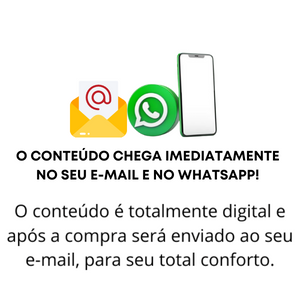 O CONTEÚDO CHEGA IMEDIATAMENTE
NO SEU E-MAIL E NO WHATSAPP!
O conteúdo é totalmente digital e
após a compra será enviado ao seu
e-mail, para seu total conforto.